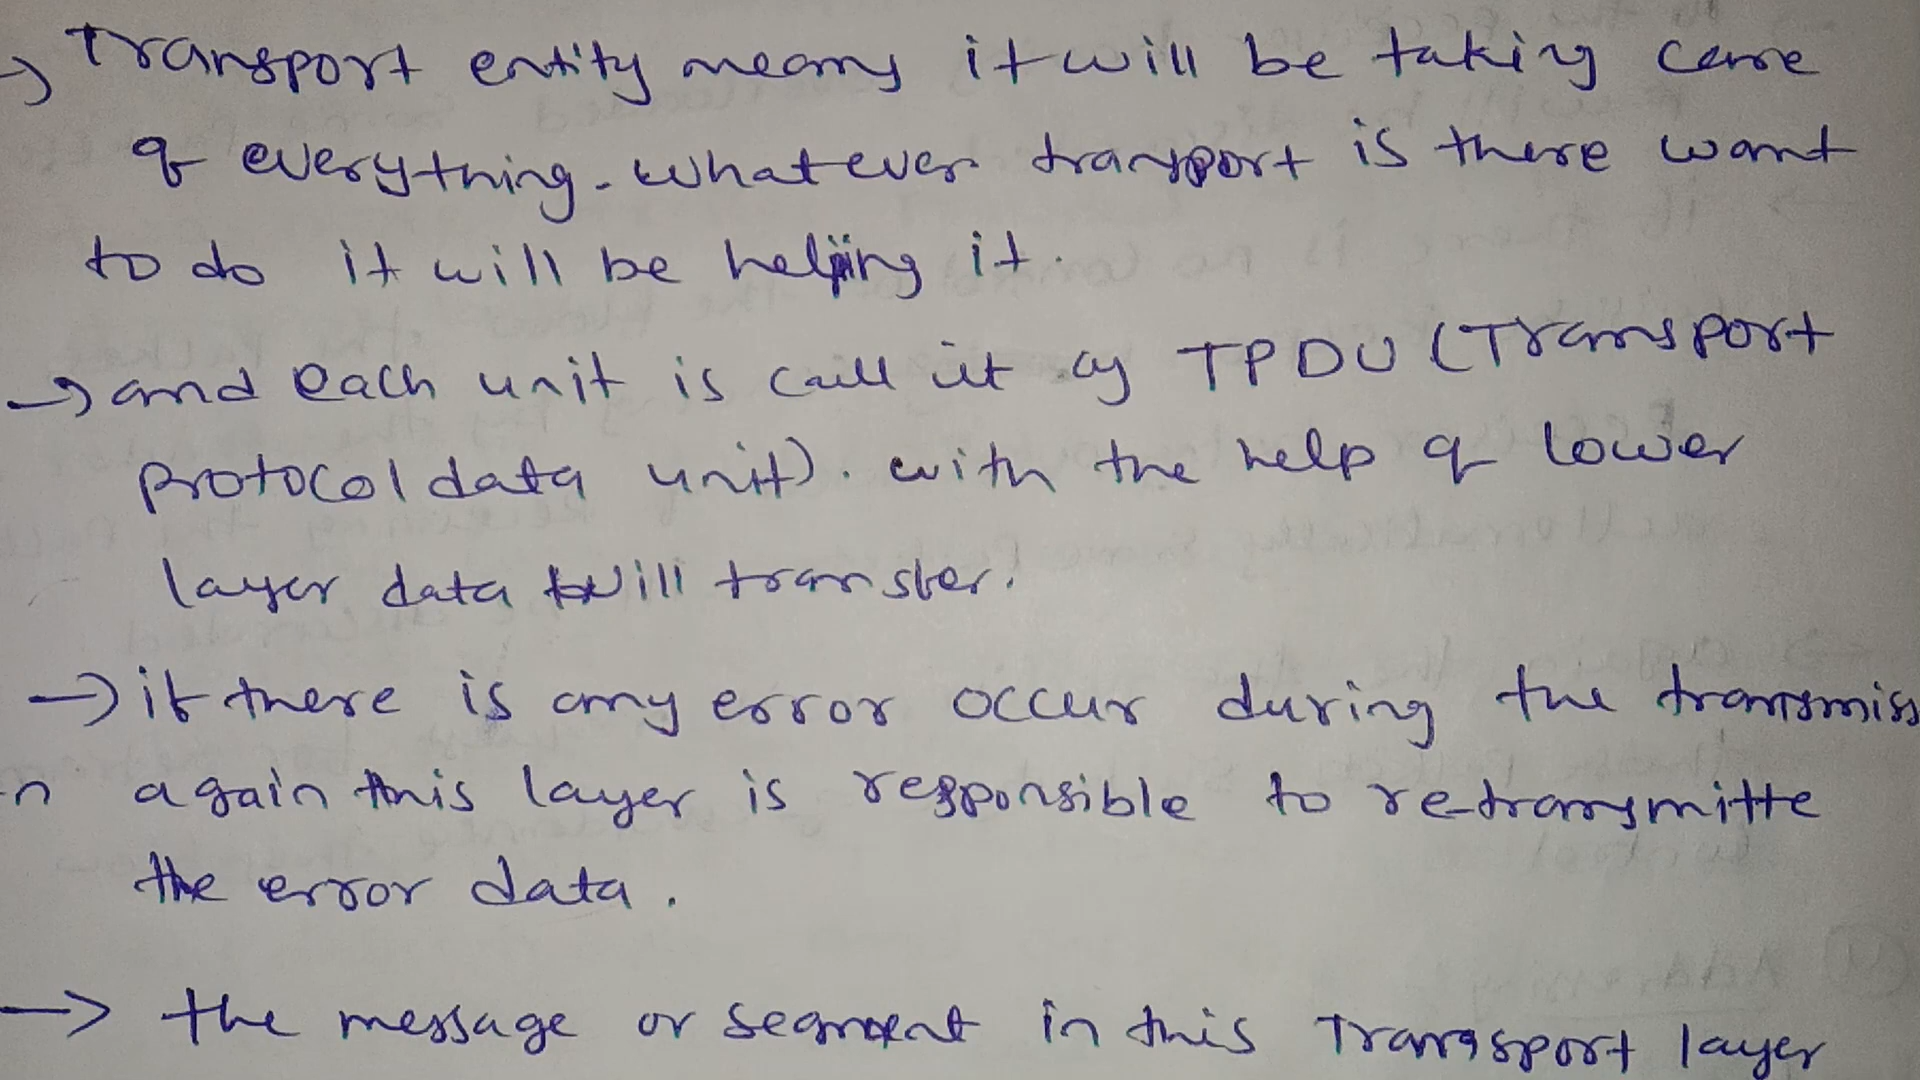 → Transport entity means it will be taking care
of everything. Whatever transport is there want
to do it will be helping it.
→ and each unit is call it as TPDU (Transport
protocol data unit). with the help of lower
layer data will transfer.
→ if there is any error occur during the transmiss
n again this layer is responsible to retransmitte
the error data.
→ the message or segment in this Transport layer